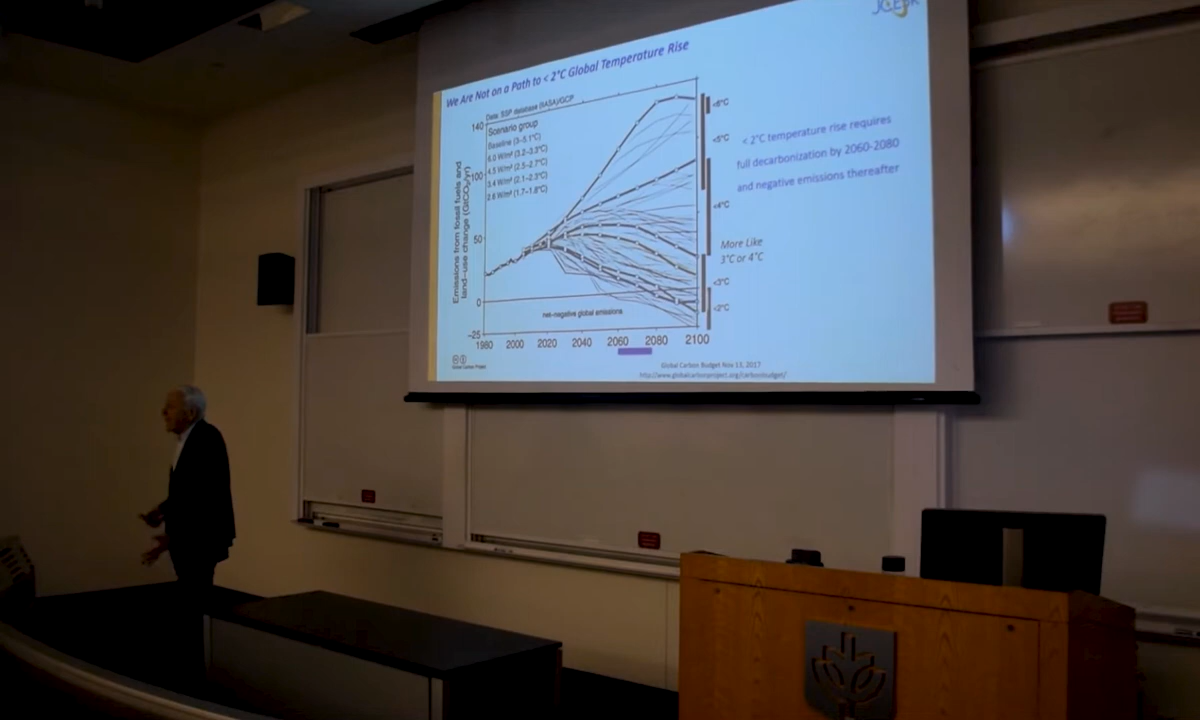 JCESR
We Are Not on a Path to < 2°C Global Temperature Rise
Data: SSP database (IIASA)/GCP
Scenario group
Baseline (3–5.1°C)
6.0 W/m² (3.2–3.3°C)
4.5 W/m² (2.5–2.7°C)
3.4 W/m² (2.1–2.3°C)
2.6 W/m² (1.7–1.8°C)
Emissions from fossil fuels and
land-use change (GtCO₂/yr)
140
100
50
0
−25
net-negative global emissions
1980 2000 2020 2040 2060 2080 2100
<6°C
<5°C
<4°C
<3°C
<2°C
< 2°C temperature rise requires
full decarbonization by 2060-2080
and negative emissions thereafter
More Like
3°C or 4°C
Global Carbon Project
Global Carbon Budget Nov 13, 2017
http://www.globalcarbonproject.org/carbonbudget/